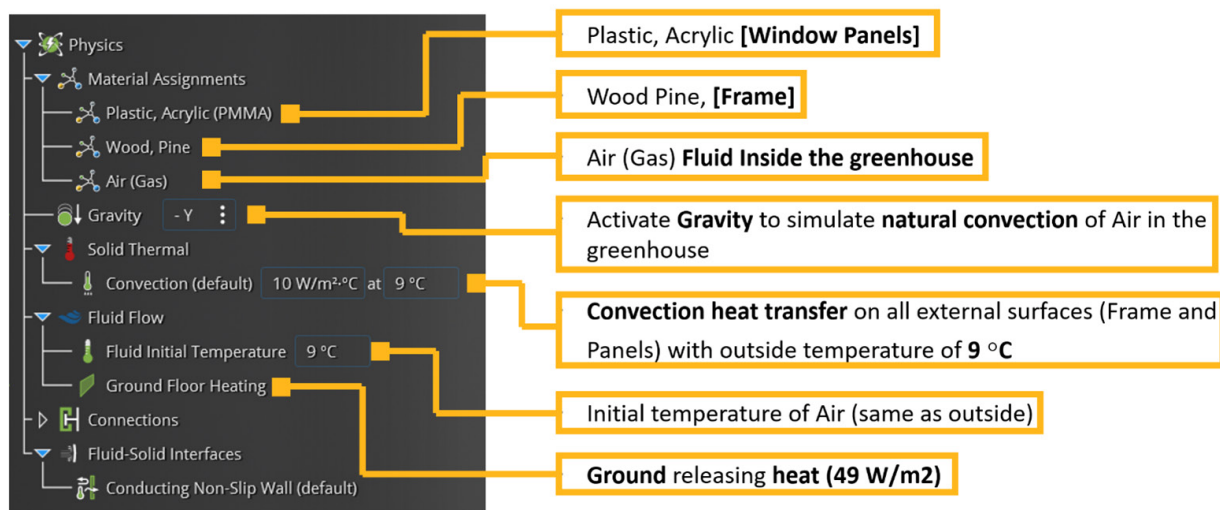 Physics
Material Assignments
Plastic, Acrylic (PMMA)
Wood, Pine
Air (Gas)
Gravity - Y
Solid Thermal
Convection (default) 10 W/m²·°C at 9 °C
Fluid Flow
Fluid Initial Temperature 9 °C
Ground Floor Heating
Connections
Fluid-Solid Interfaces
Conducting Non-Slip Wall (default)
Plastic, Acrylic [Window Panels]
Wood Pine, [Frame]
Air (Gas) Fluid Inside the greenhouse
Activate Gravity to simulate natural convection of Air in the
greenhouse
Convection heat transfer on all external surfaces (Frame and
Panels) with outside temperature of 9 °C
Initial temperature of Air (same as outside)
Ground releasing heat (49 W/m2)